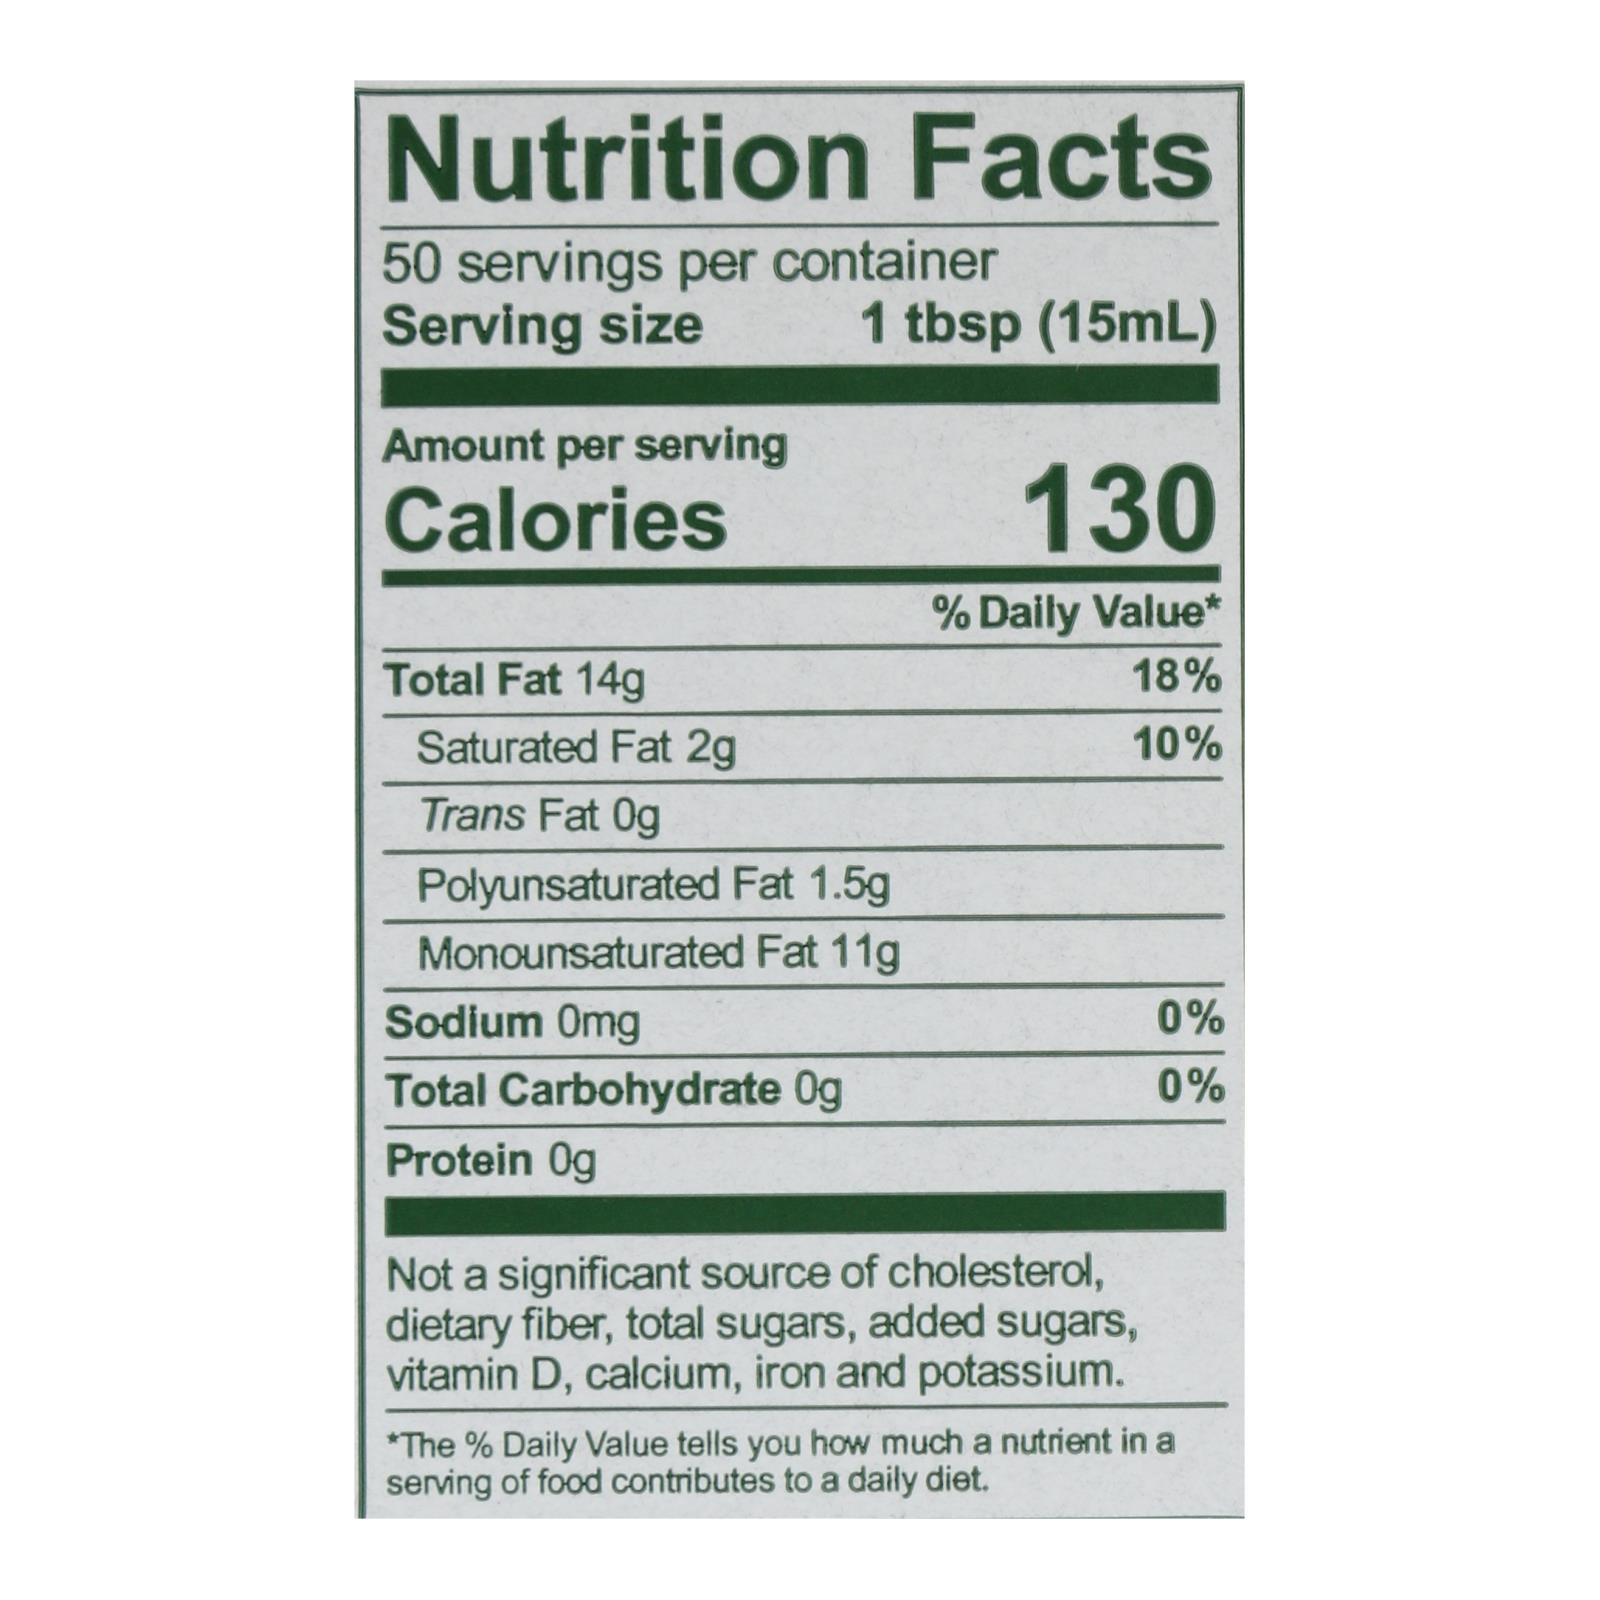 Nutrition Facts
50 servings per container
Serving size 1 tbsp (15mL)
Amount per serving
Calories 130
% Daily Value*
Total Fat 14g 18%
Saturated Fat 2g 10%
Trans Fat 0g
Polyunsaturated Fat 1.5g
Monounsaturated Fat 11g
Sodium 0mg 0%
Total Carbohydrate 0g 0%
Protein 0g
Not a significant source of cholesterol,
dietary fiber, total sugars, added sugars,
vitamin D, calcium, iron and potassium.
*The % Daily Value tells you how much a nutrient in a
serving of food contributes to a daily diet.